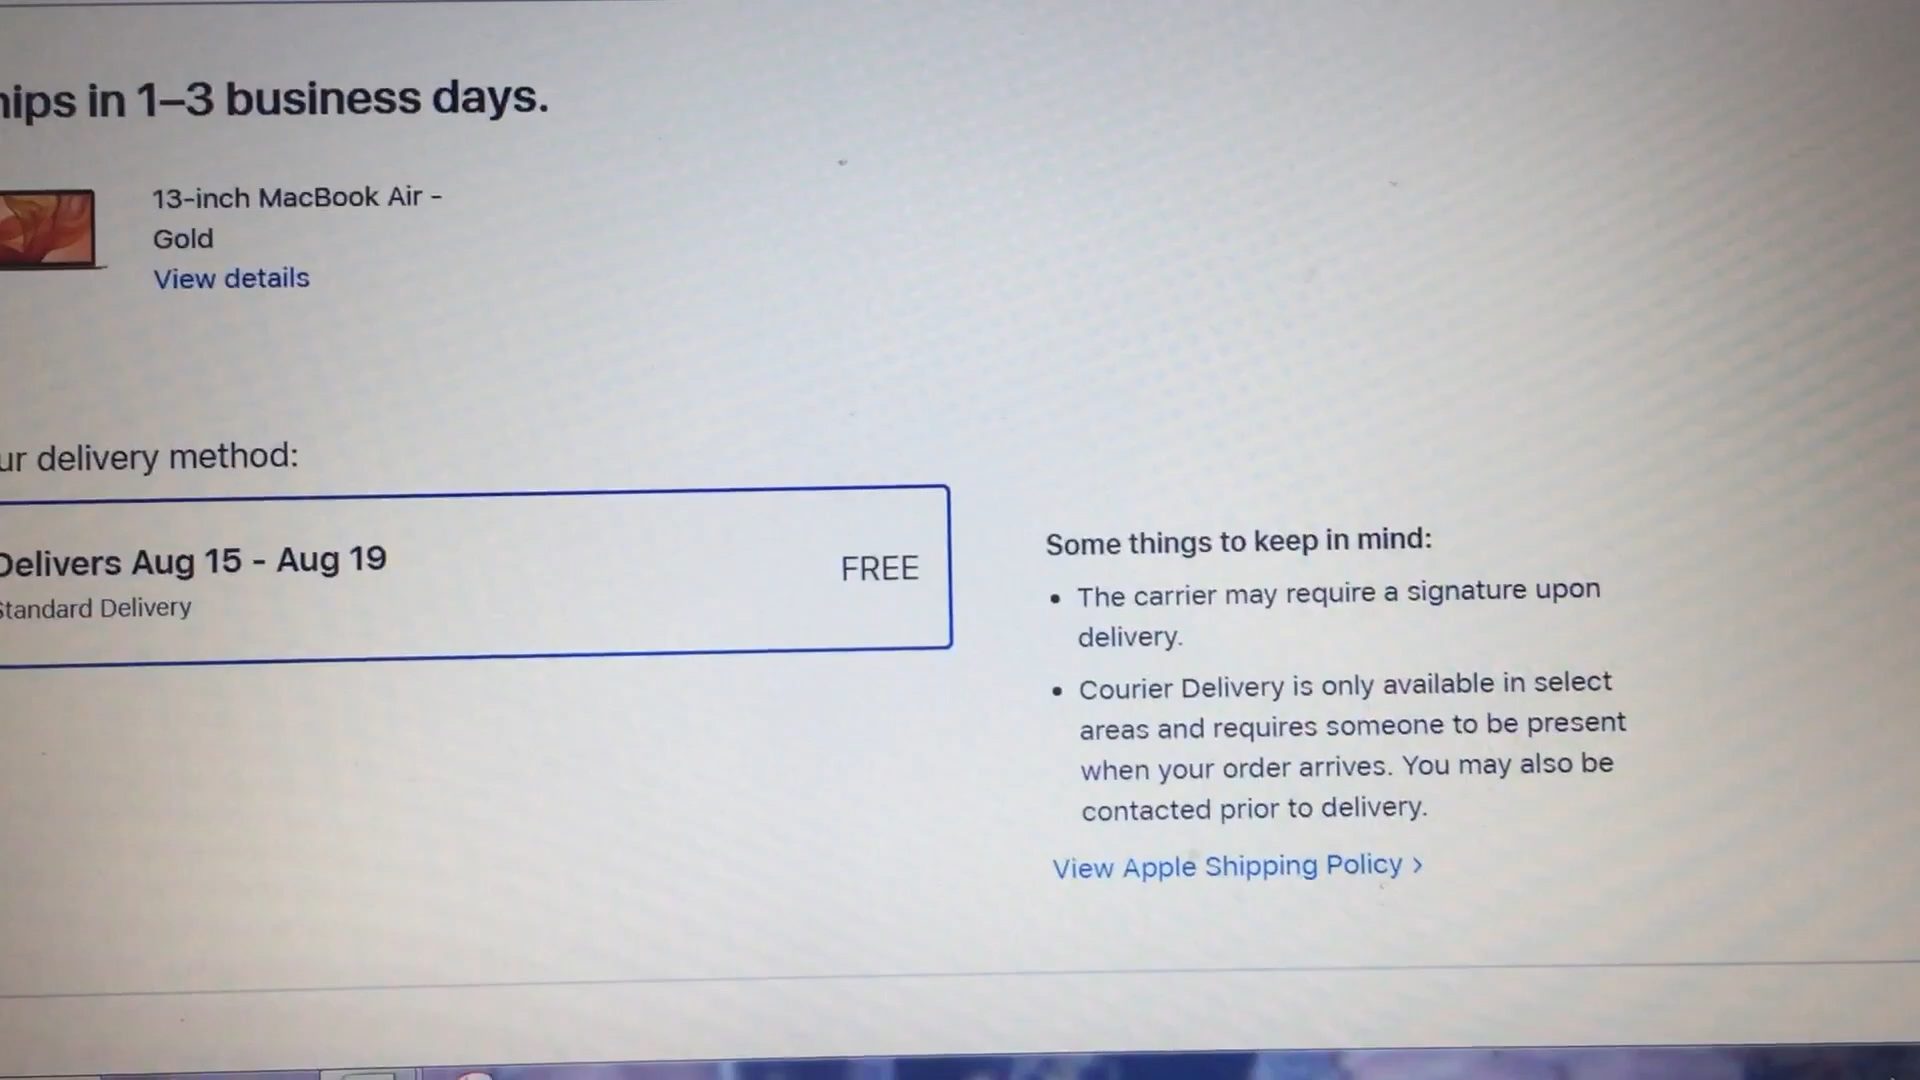 hips in 1–3 business days.
13-inch MacBook Air -
Gold
View details
ur delivery method:
Delivers Aug 15 - Aug 19
Standard Delivery
FREE
Some things to keep in mind:
• The carrier may require a signature upon
delivery.
• Courier Delivery is only available in select
areas and requires someone to be present
when your order arrives. You may also be
contacted prior to delivery.
View Apple Shipping Policy >